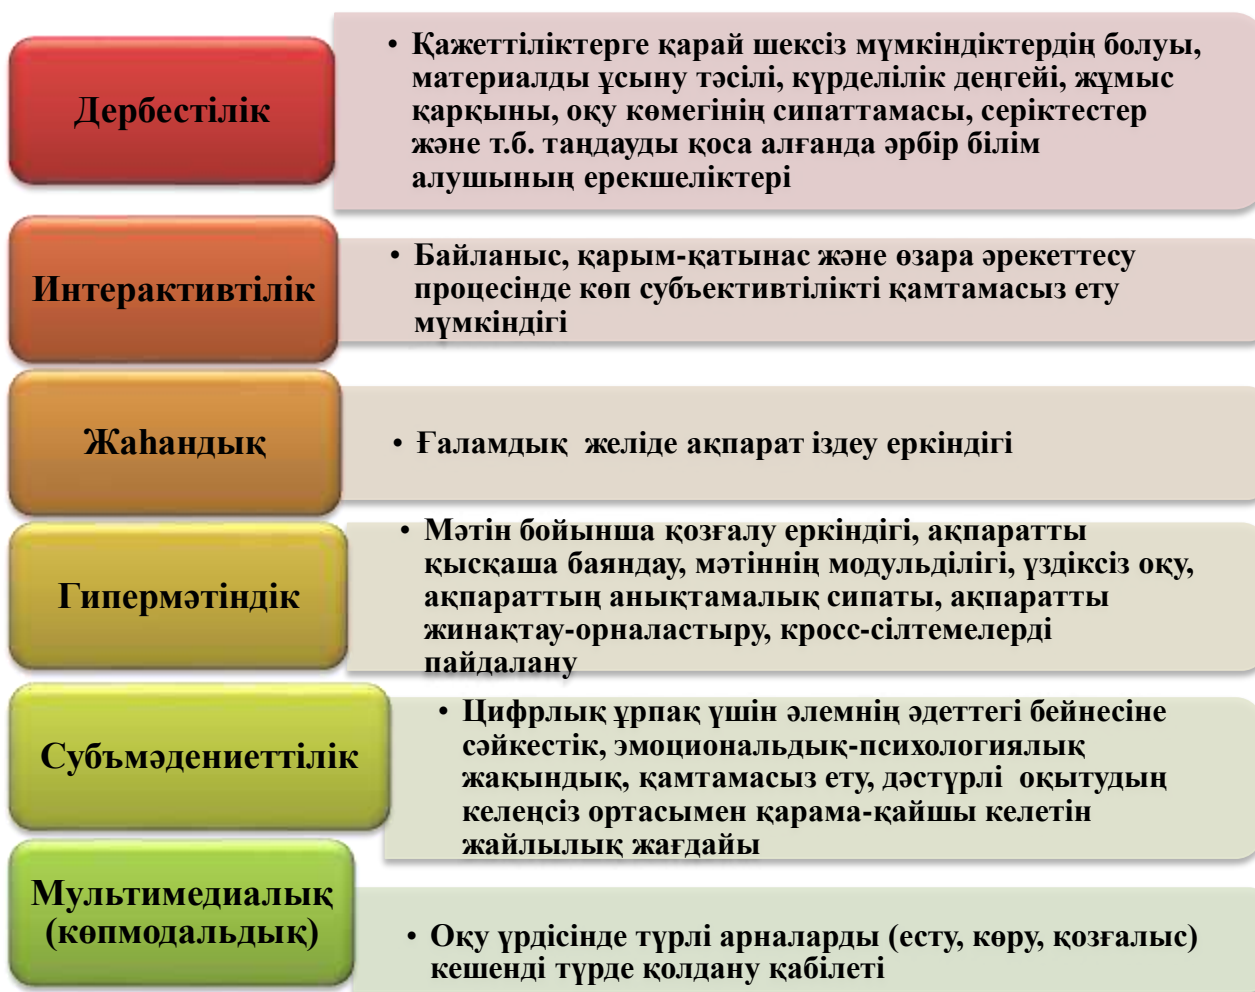 Дербестілік
• Қажеттіліктерге қарай шексіз мүмкіндіктердің болуы,
материалды ұсыну тәсілі, күрделілік деңгейі, жұмыс
қарқыны, оқу көмегінің сипаттамасы, серіктестер
және т.б. таңдауды қоса алғанда әрбір білім
алушының ерекшеліктері
Интерактивтілік
• Байланыс, қарым-қатынас және өзара әрекеттесу
процесінде көп субъективтілікті қамтамасыз ету
мүмкіндігі
Жаһандық
• Ғаламдық желіде ақпарат іздеу еркіндігі
Гипермәтіндік
• Мәтін бойынша қозғалу еркіндігі, ақпаратты
қысқаша баяндау, мәтіннің модульділігі, үздіксіз оқу,
ақпараттың анықтамалық сипаты, ақпаратты
жинақтау-орналастыру, кросс-сілтемелерді
пайдалану
Субъмәдениеттілік
• Цифрлық ұрпақ үшін әлемнің әдеттегі бейнесіне
сәйкестік, эмоциональдық-психологиялық
жақындық, қамтамасыз ету, дәстүрлі оқытудың
келеңсіз ортасымен қарама-қайшы келетін
жайлылық жағдайы
Мультимедиалық
(көпмодальдық)
• Оқу үрдісінде түрлі арналарды (есту, көру, қозғалыс)
кешенді түрде қолдану қабілеті